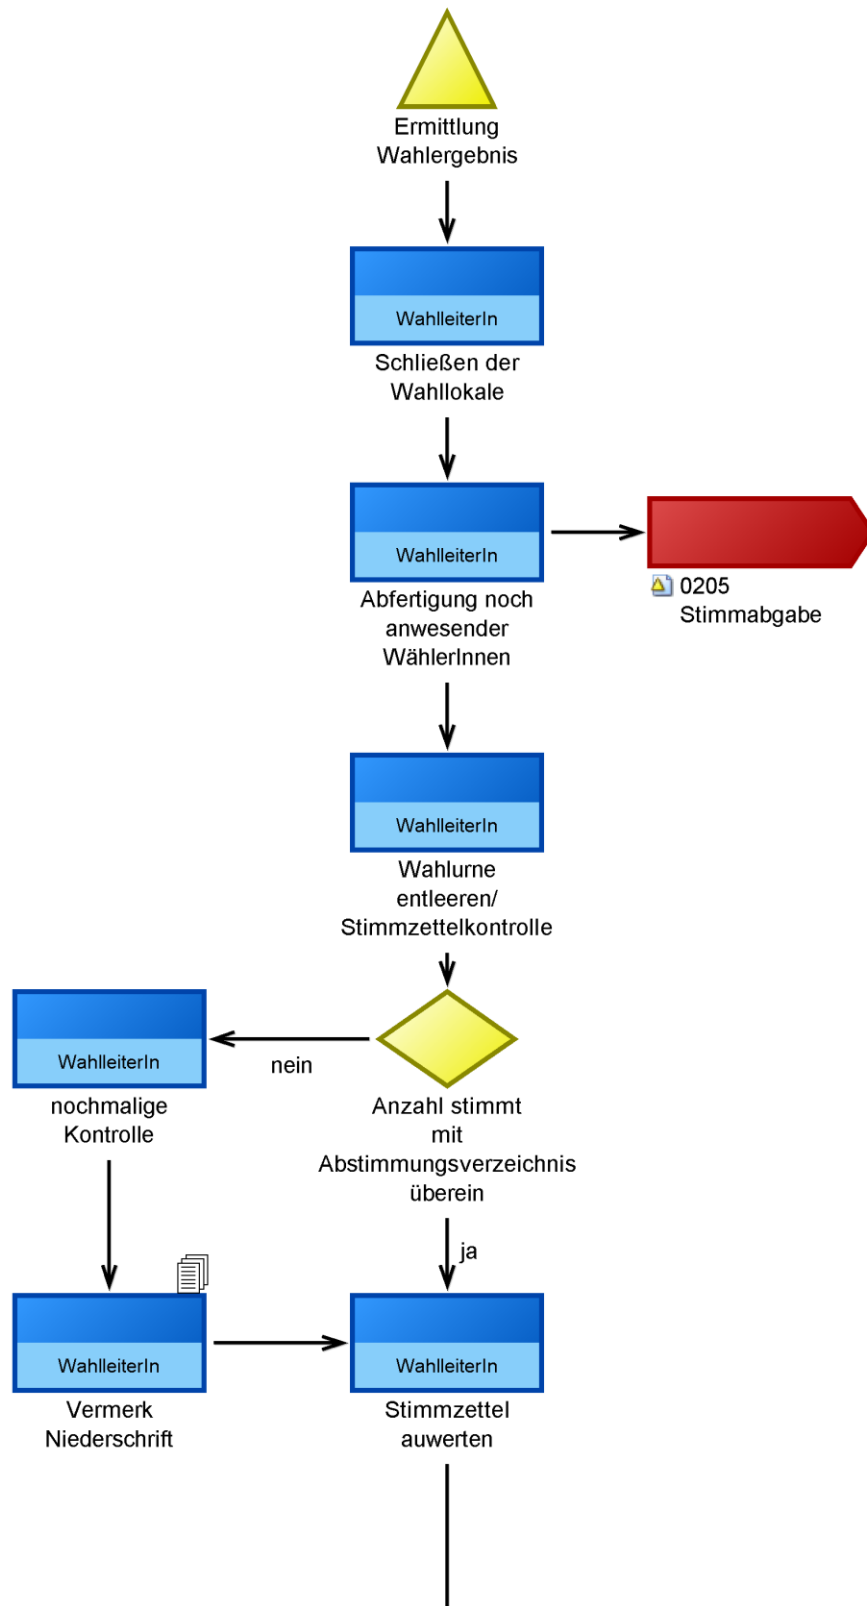 Ermittlung
Wahlergebnis
WahlleiterIn
Schließen der
Wahllokale
WahlleiterIn
Abfertigung noch
anwesender
WählerInnen
0205
Stimmabgabe
WahlleiterIn
Wahlurne
entleeren/
Stimmzettelkontrolle
WahlleiterIn
nochmalige
Kontrolle
nein
Anzahl stimmt
mit
Abstimmungsverzeichnis
überein
ja
WahlleiterIn
Vermerk
Niederschrift
WahlleiterIn
Stimmzettel
auwerten